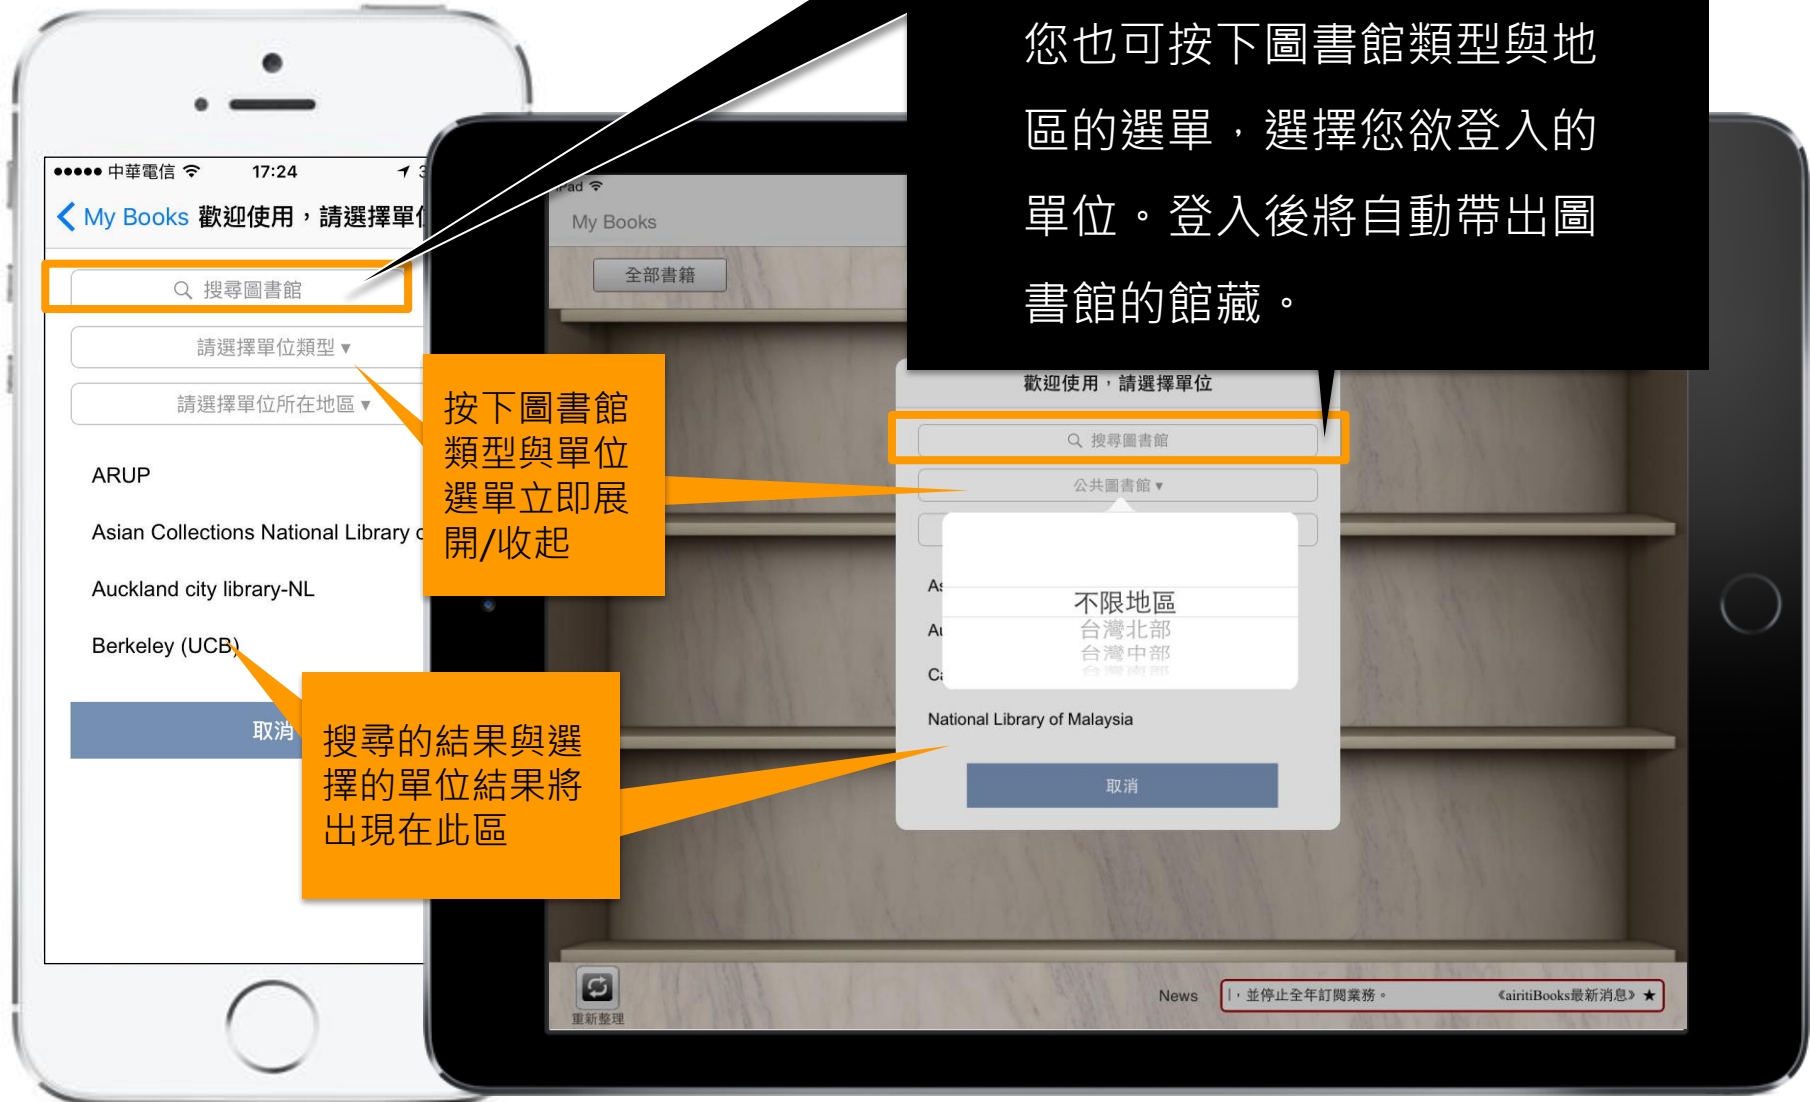 您也可按下圖書館類型與地
區的選單，選擇您欲登入的
單位。登入後將自動帶出圖
書館的館藏。
中華電信
17:24
My Books 歡迎使用，請選擇單
搜尋圖書館
請選擇單位類型▼
請選擇單位所在地區▼
ARUP
Asian Collections National Library
Auckland city library-NL
Berkeley (UCB)
取消
按下圖書館
類型與單位
選單立即展
開/收起
搜尋的結果與選
擇的單位結果將
出現在此區
My Books
全部書籍
歡迎使用，請選擇單位
搜尋圖書館
公共圖書館▼
不限地區
台灣北部
台灣中部
台灣南部
National Library of Malaysia
取消
重新整理
News
，並停止全年訂閱業務。 《airitiBooks最新消息》★